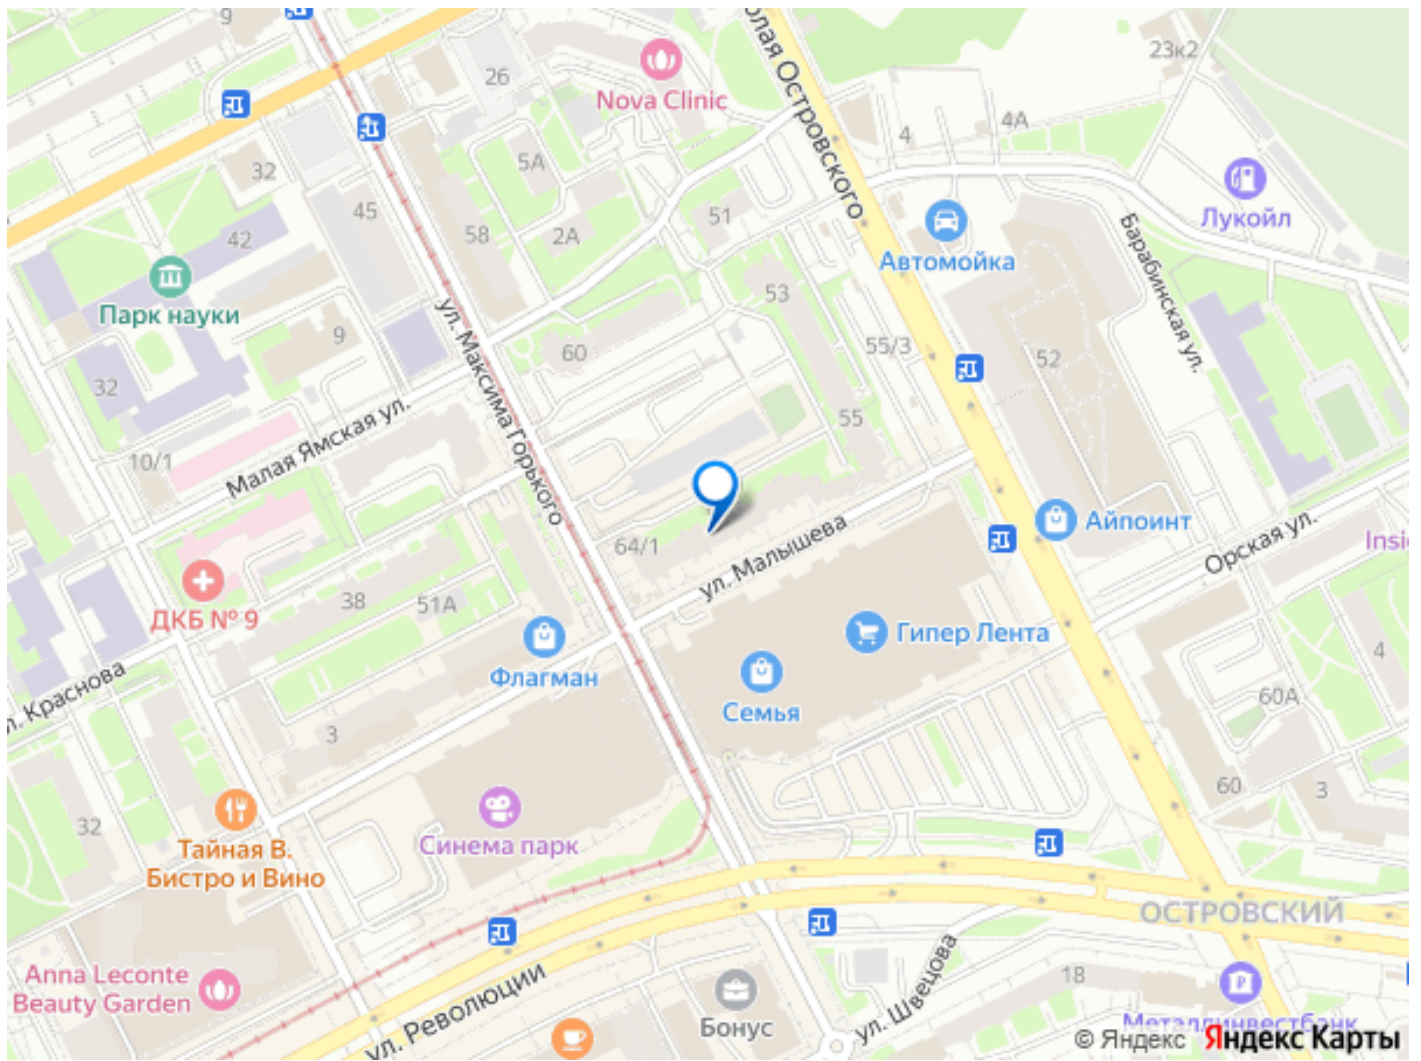 9
26
Nova Clinic
олая Островского
23к2
4
4А
Лукойл
32
5А
45
51
2А
58
42
Автомойка
Барабинская ул.
Парк науки
ул. Максима Горького
53
9
60
55/3
52
32
Малая Ямская ул.
55
10/1
64/1
ул. Малышева
Айпоинт
Орская ул.
Insi
ДКБ № 9
38
51А
Флагман
Гипер Лента
Семья
4
60А
л. Краснова
3
60
3
32
Синема парк
Тайная В.
Бистро и Вино
ОСТРОВСКИЙ
Anna Leconte
Beauty Garden
ул. Революции
Бонус
ул. Швецова
18
Металлинвестбанк
© Яндекс Яндекс Карты